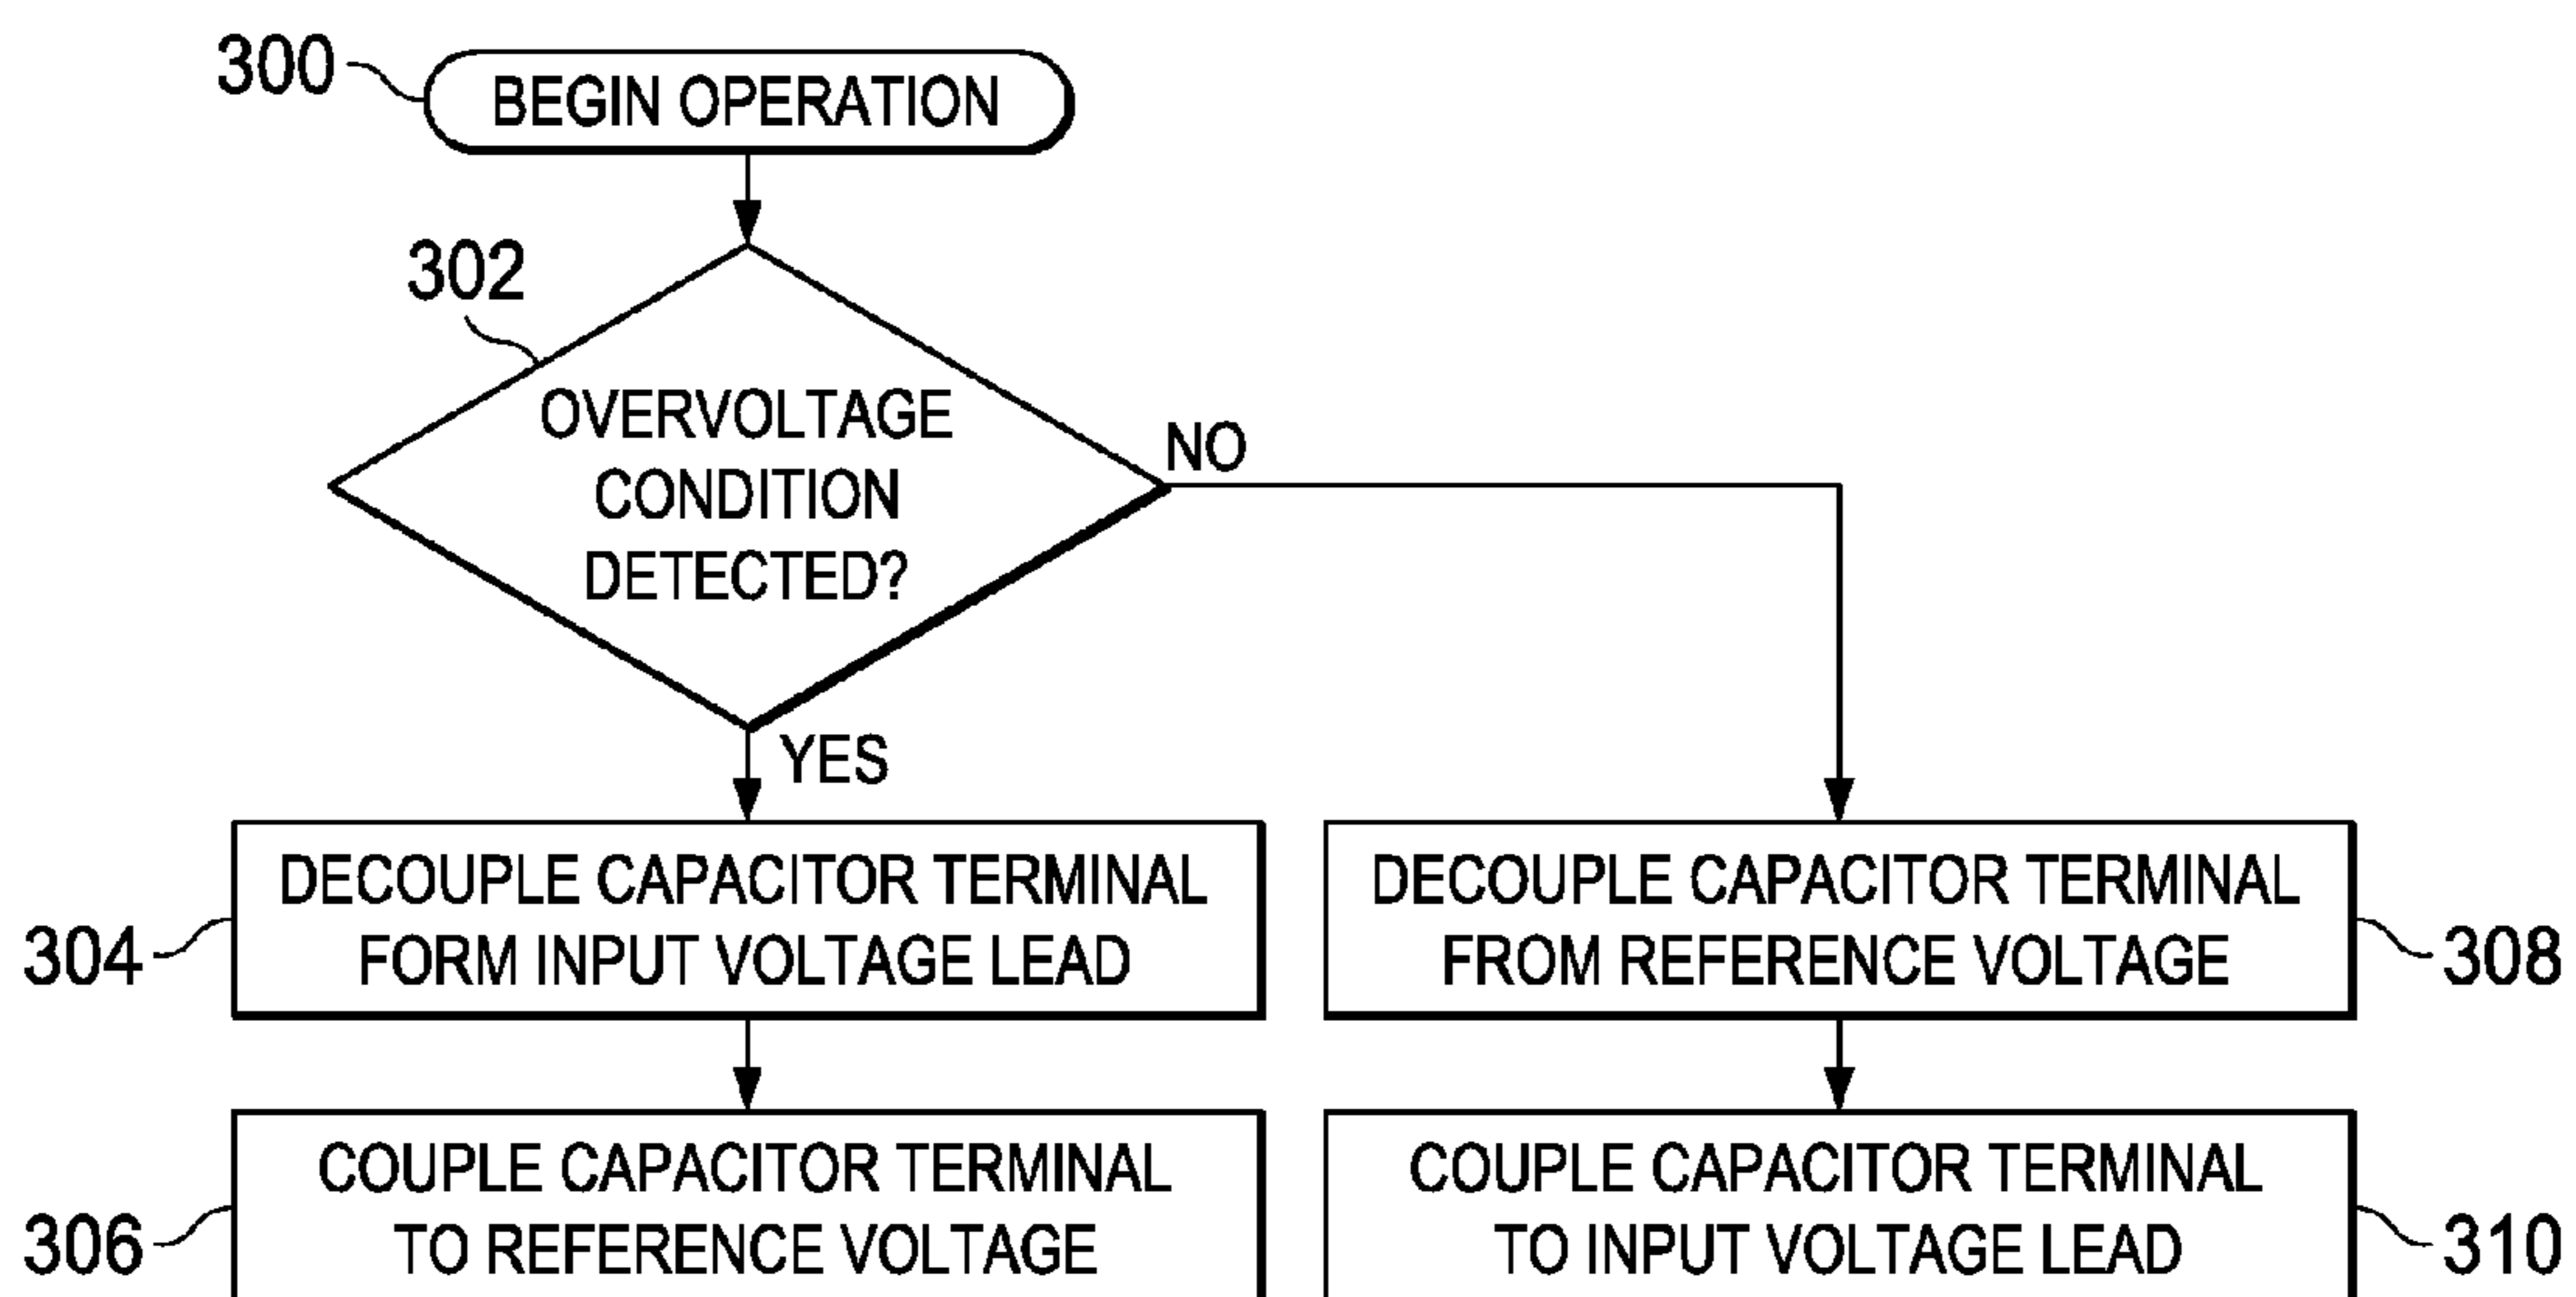 300
BEGIN OPERATION
302
OVERVOLTAGE
CONDITION
DETECTED?
NO
YES
304
DECOUPLE CAPACITOR TERMINAL
FORM INPUT VOLTAGE LEAD
DECOUPLE CAPACITOR TERMINAL
FROM REFERENCE VOLTAGE
308
306
COUPLE CAPACITOR TERMINAL
TO REFERENCE VOLTAGE
COUPLE CAPACITOR TERMINAL
TO INPUT VOLTAGE LEAD
310